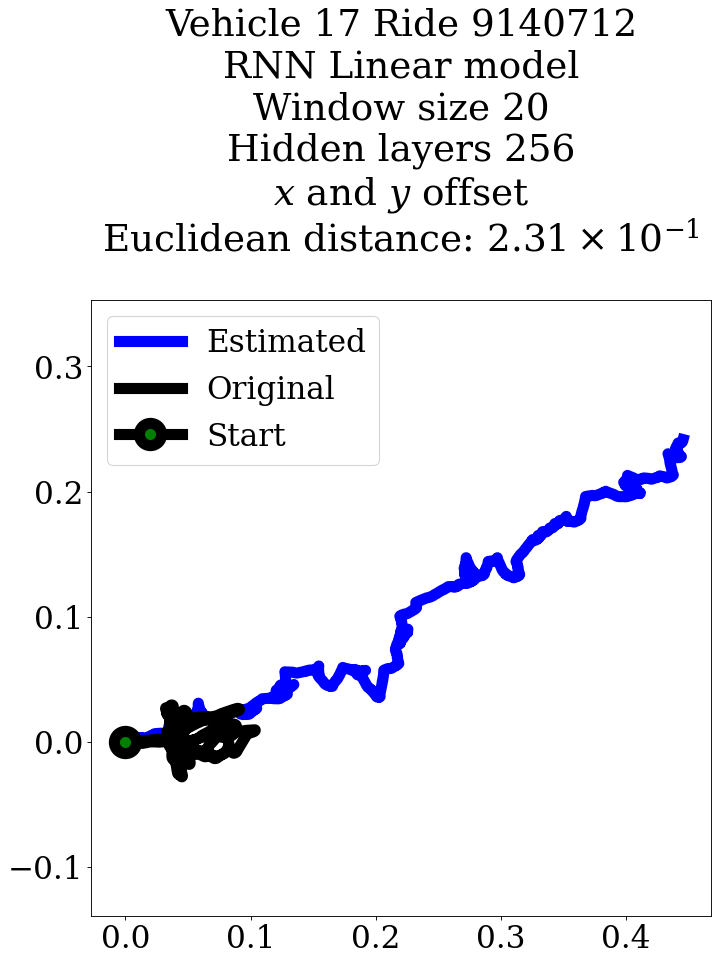 Vehicle 17 Ride 9140712
RNN Linear model
Window size 20
Hidden layers 256
x and y offset
Euclidean distance: 2.31 × 10⁻¹
Estimated
Original
Start
0.3
0.2
0.1
0.0
−0.1
0.0 0.1 0.2 0.3 0.4